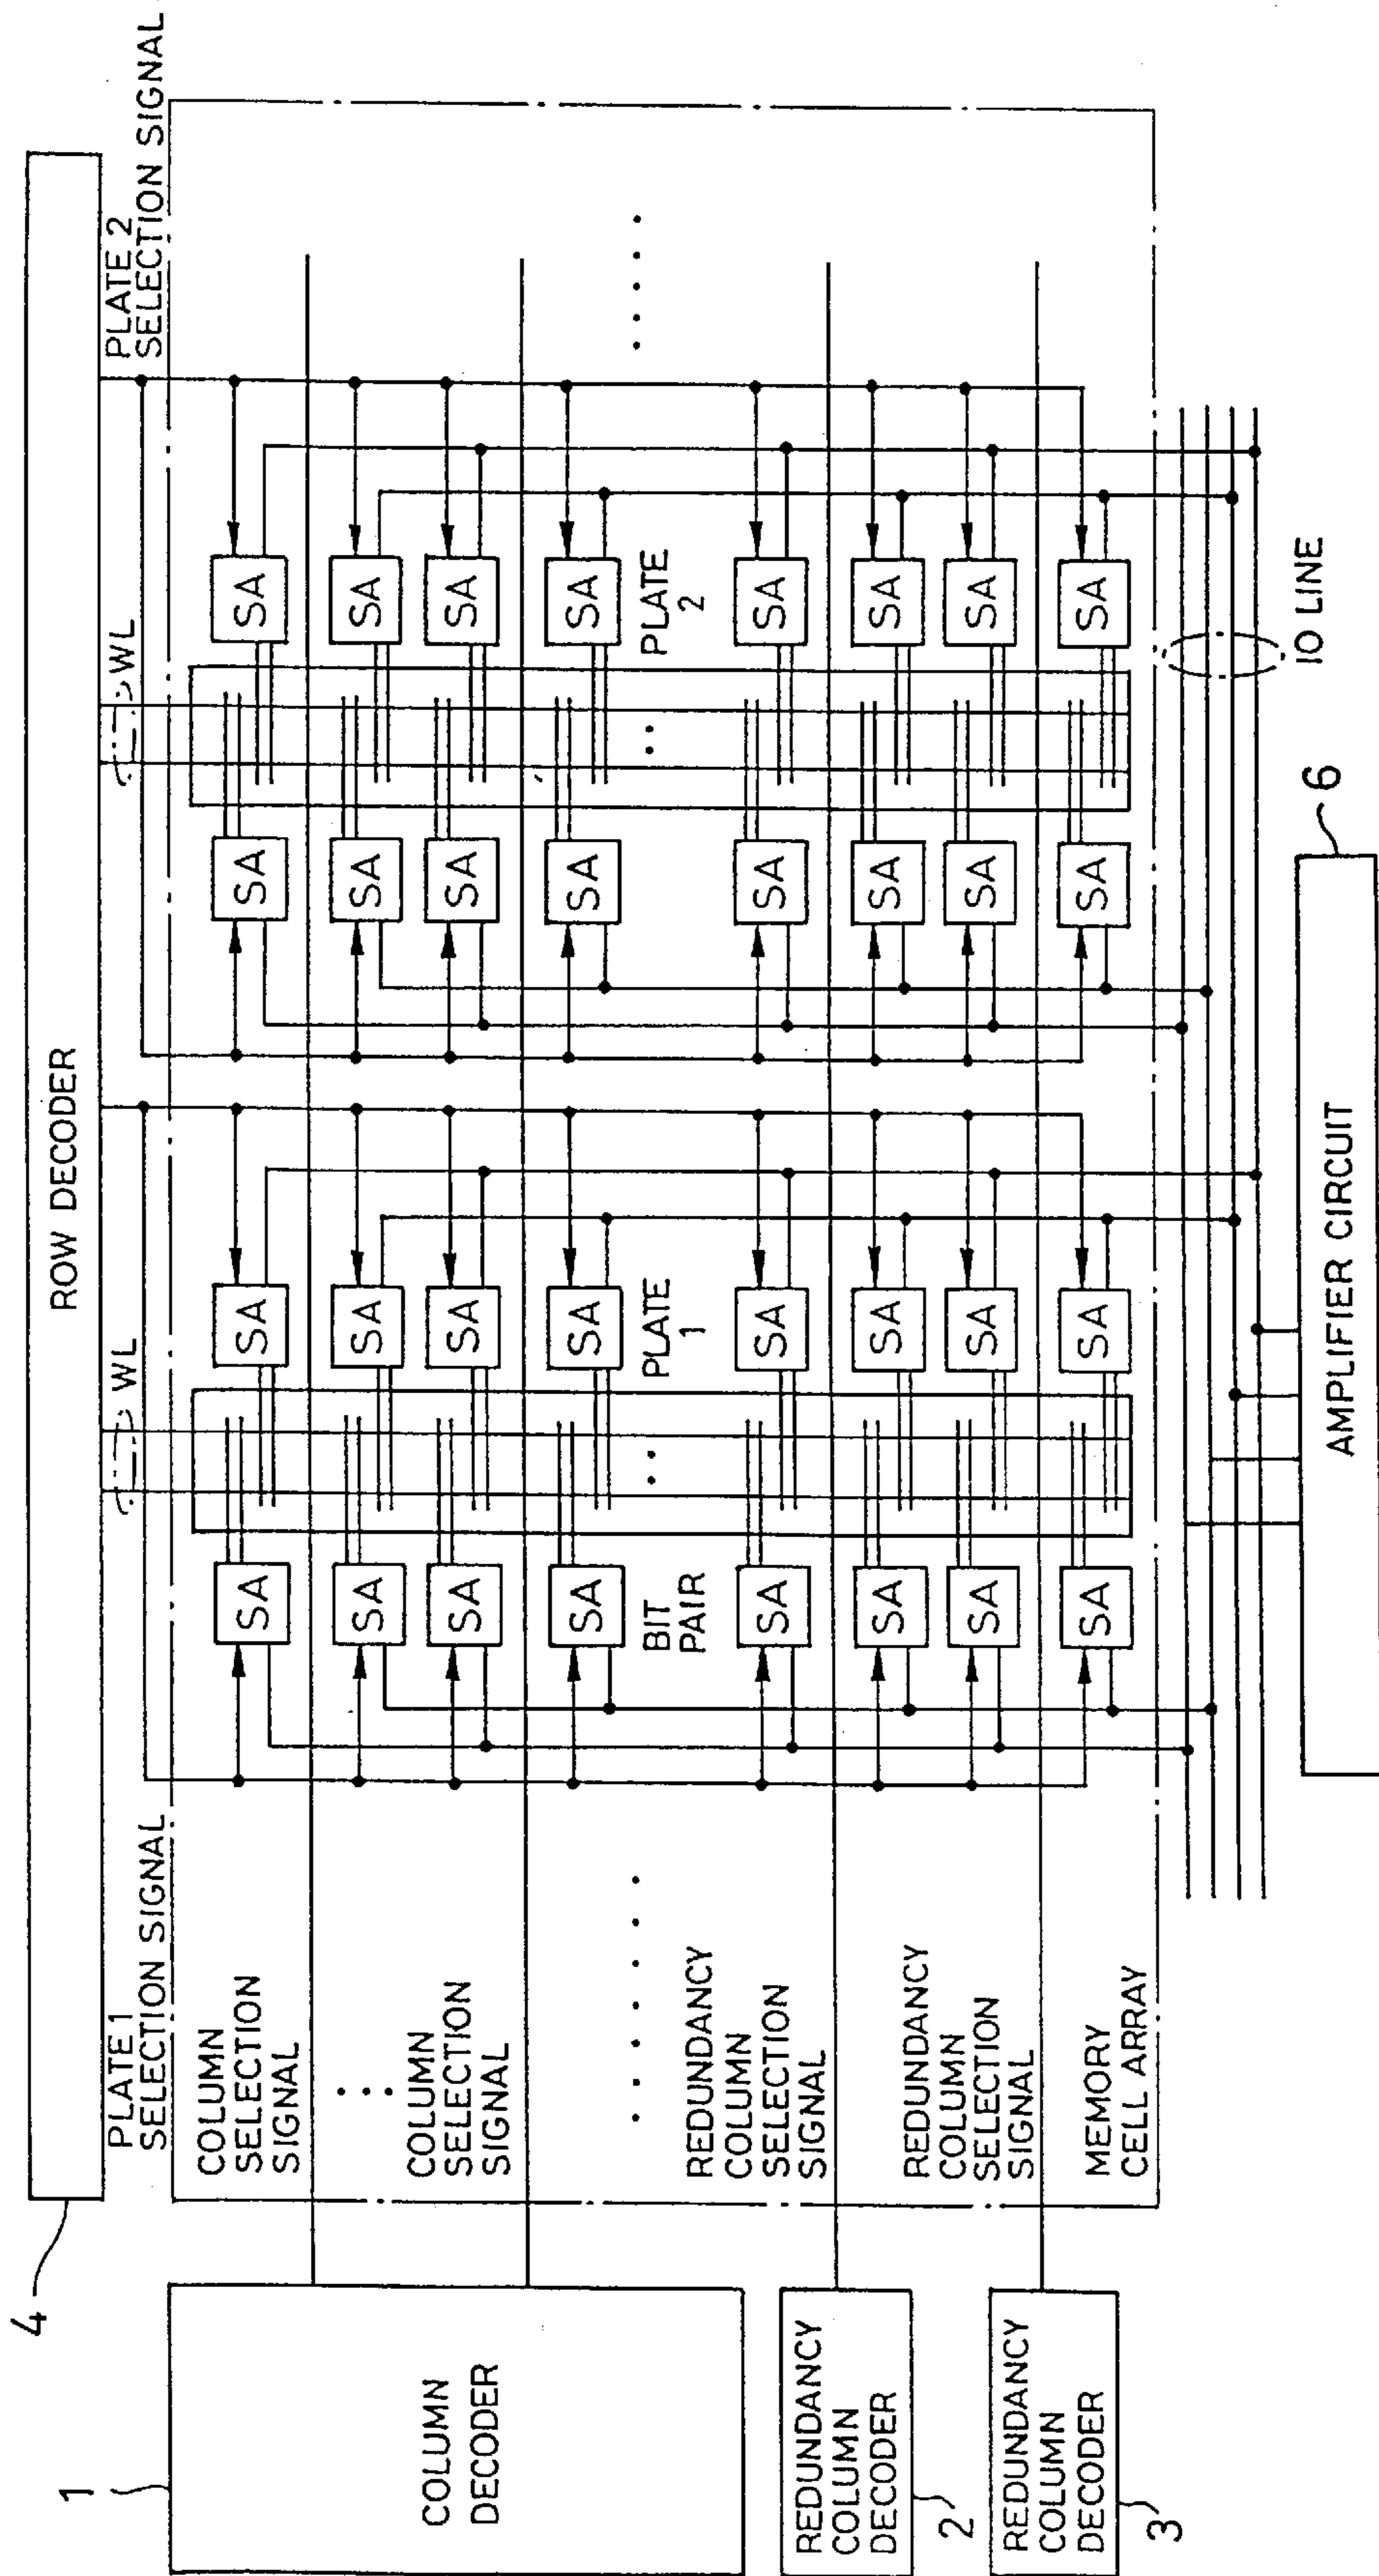 4
ROW DECODER
PLATE 1
SELECTION SIGNAL
WL
WL
PLATE 2
SELECTION SIGNAL
1
COLUMN
DECODER
COLUMN
SELECTION
SIGNAL
SA
SA
SA
SA
SA
SA
SA
SA
COLUMN
SELECTION
SIGNAL
SA
SA
SA
SA
SA
SA
SA
SA
BIT
PAIR
PLATE
1
PLATE
2
REDUNDANCY
COLUMN
DECODER
2
REDUNDANCY
COLUMN
SELECTION
SIGNAL
SA
SA
SA
SA
SA
SA
SA
SA
REDUNDANCY
COLUMN
DECODER
3
REDUNDANCY
COLUMN
SELECTION
SIGNAL
SA
SA
SA
SA
SA
SA
SA
SA
MEMORY
CELL ARRAY
IO LINE
AMPLIFIER CIRCUIT
6